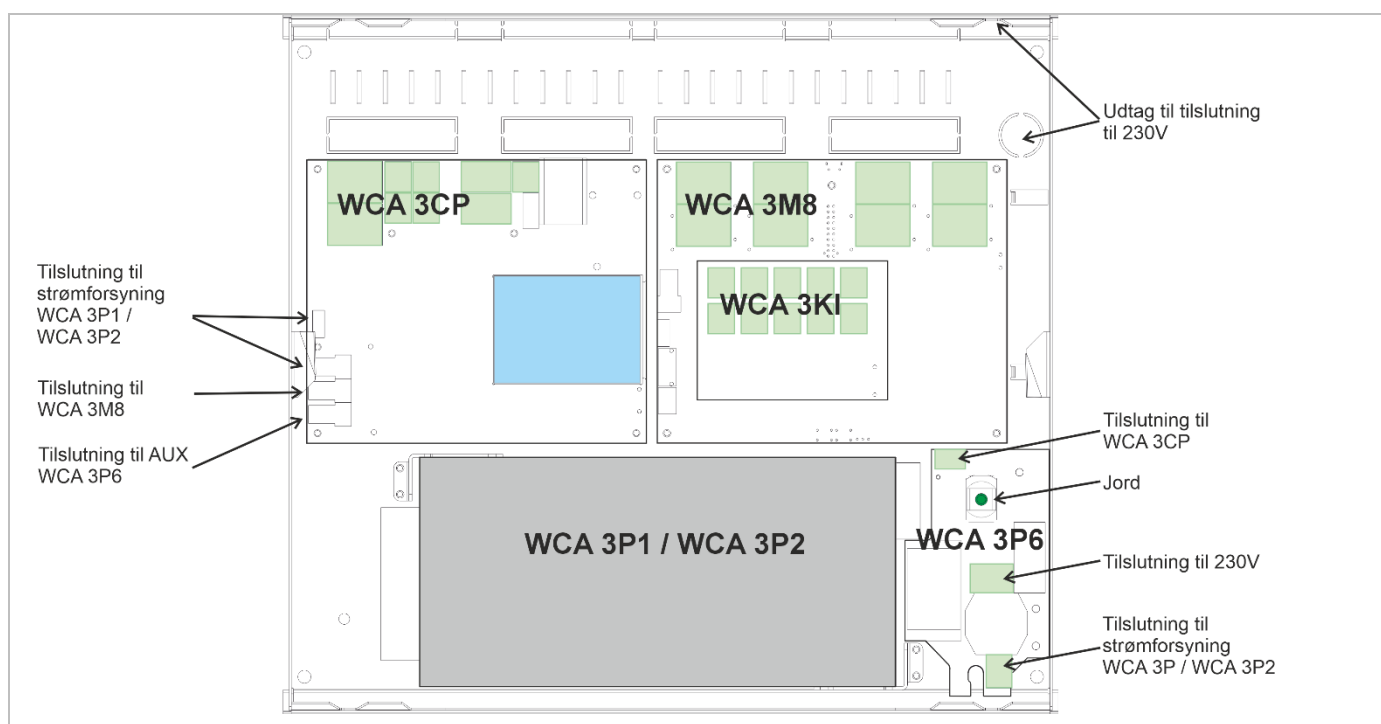 Udtag til tilslutning
til 230V
WCA 3CP
WCA 3M8
Tilslutning til
strømforsyning
WCA 3P1 /
WCA 3P2
WCA 3KI
Tilslutning til
WCA 3M8
Tilslutning til AUX
WCA 3P6
Tilslutning til
WCA 3CP
Jord
WCA 3P1 / WCA 3P2
WCA 3P6
Tilslutning til 230V
Tilslutning til
strømforsyning
WCA 3P / WCA 3P2